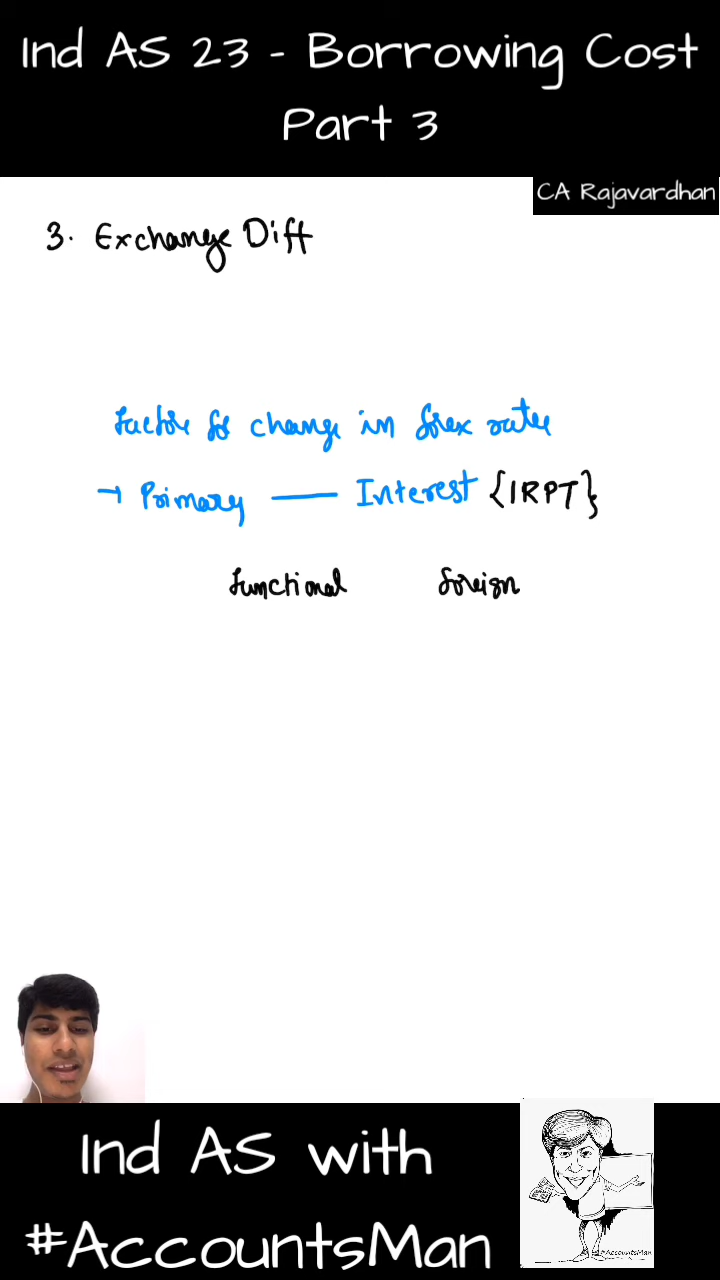 Ind AS 23 - Borrowing Cost
Part 3
CA Rajavardhan
3. Exchange Diff
Factors for change in forex rates
→ Primary — Interest {IRPT}
Functional foreign
Ind AS with
#AccountsMan
#AccountsMan